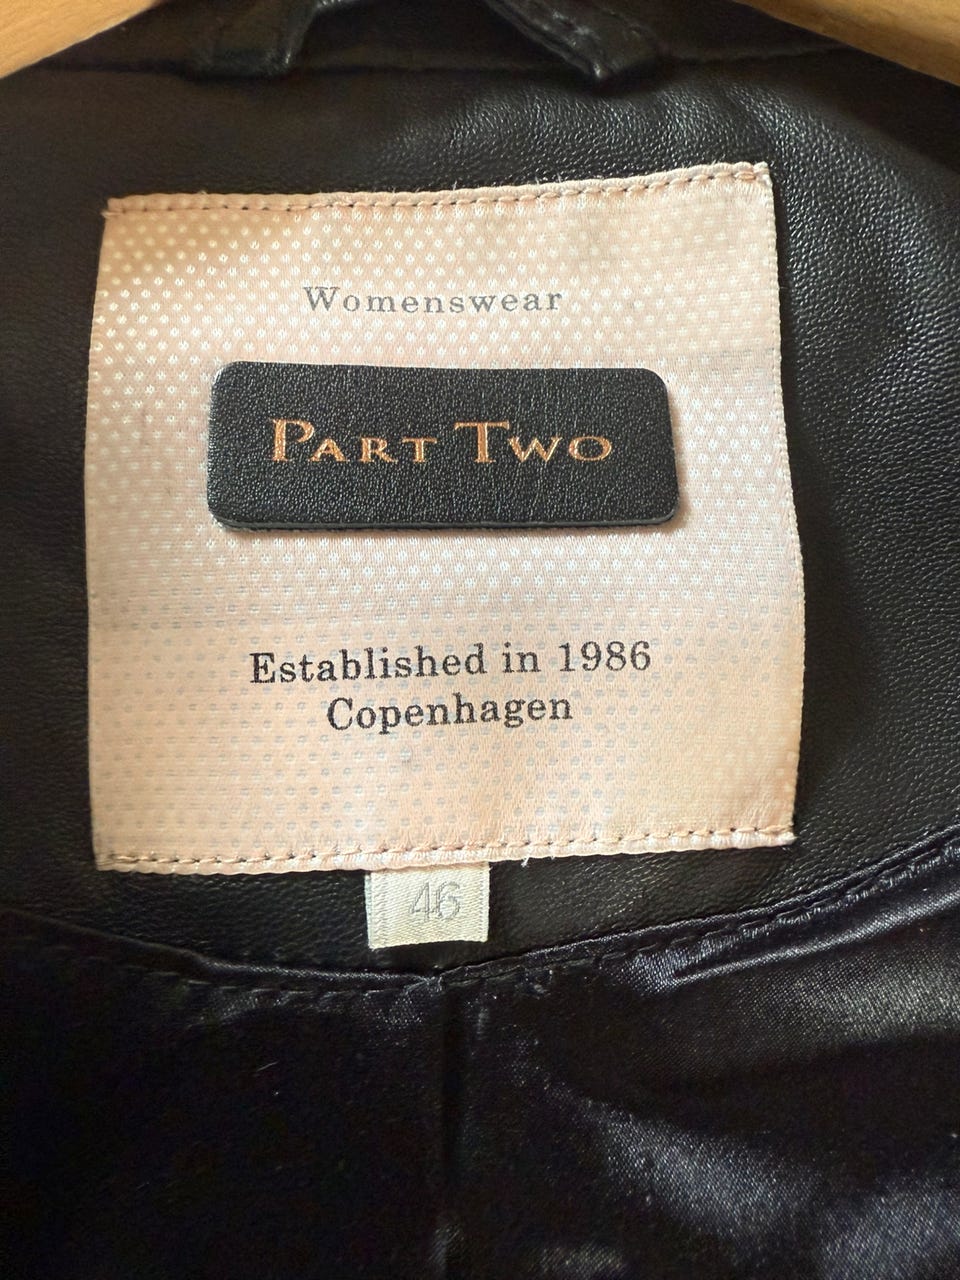 Womenswear
PART TWO
Established in 1986
Copenhagen
46